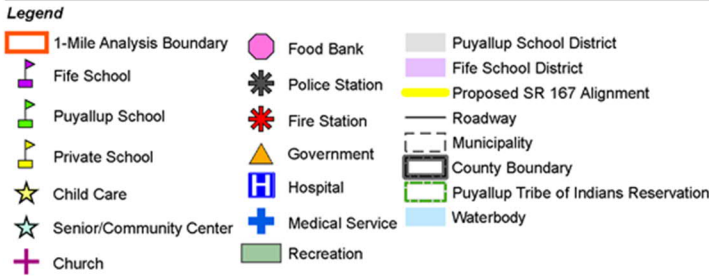 Legend
1-Mile Analysis Boundary
Fife School
Puyallup School
Private School
Child Care
Senior/Community Center
Church
Food Bank
Police Station
Fire Station
Government
H Hospital
Medical Service
Recreation
Puyallup School District
Fife School District
Proposed SR 167 Alignment
Roadway
Municipality
County Boundary
Puyallup Tribe of Indians Reservation
Waterbody